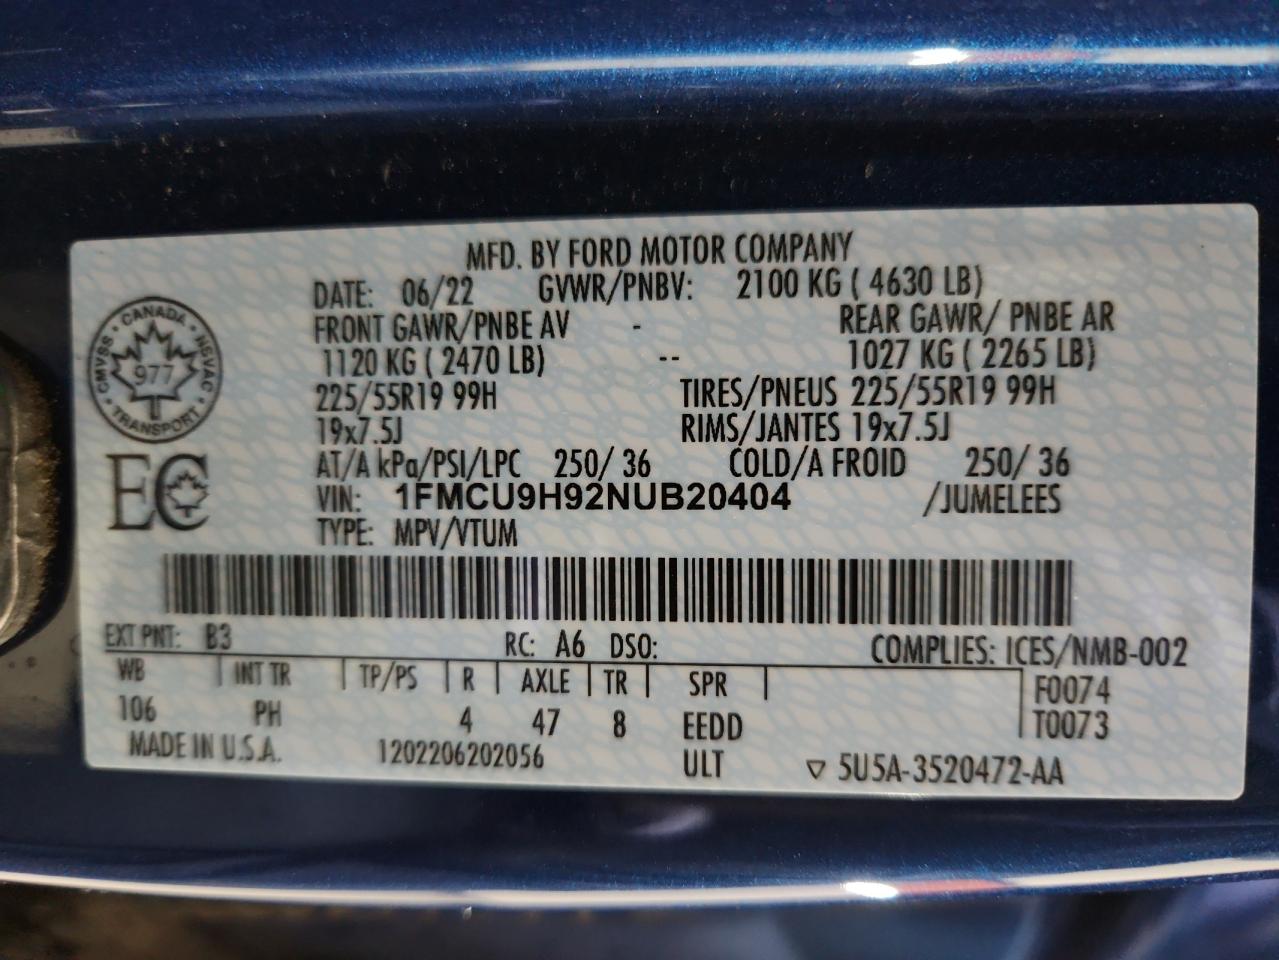 MFD. BY FORD MOTOR COMPANY
DATE: 06/22 GVWR/PNBV: 2100 KG ( 4630 LB)
FRONT GAWR/PNBE AV - REAR GAWR/ PNBE AR
1120 KG ( 2470 LB) -- 1027 KG ( 2265 LB)
225/55R19 99H TIRES/PNEUS 225/55R19 99H
19x7.5J RIMS/JANTES 19x7.5J
AT/A kPa/PSI/LPC 250/ 36 COLD/A FROID 250/ 36
VIN: 1FMCU9H92NUB20404 /JUMELEES
TYPE: MPV/VTUM
CANADA
CMVSS NSVAC
977
TRANSPORT
EC
EXT PNT: B3 RC: A6 DSO: COMPLIES: ICES/NMB-002
WB | INT TR | TP/PS | R | AXLE | TR | SPR | F0074
106 PH 4 47 8 EEDD T0073
MADE IN U.S.A. 1202206202056 ULT ▽ 5U5A-3520472-AA